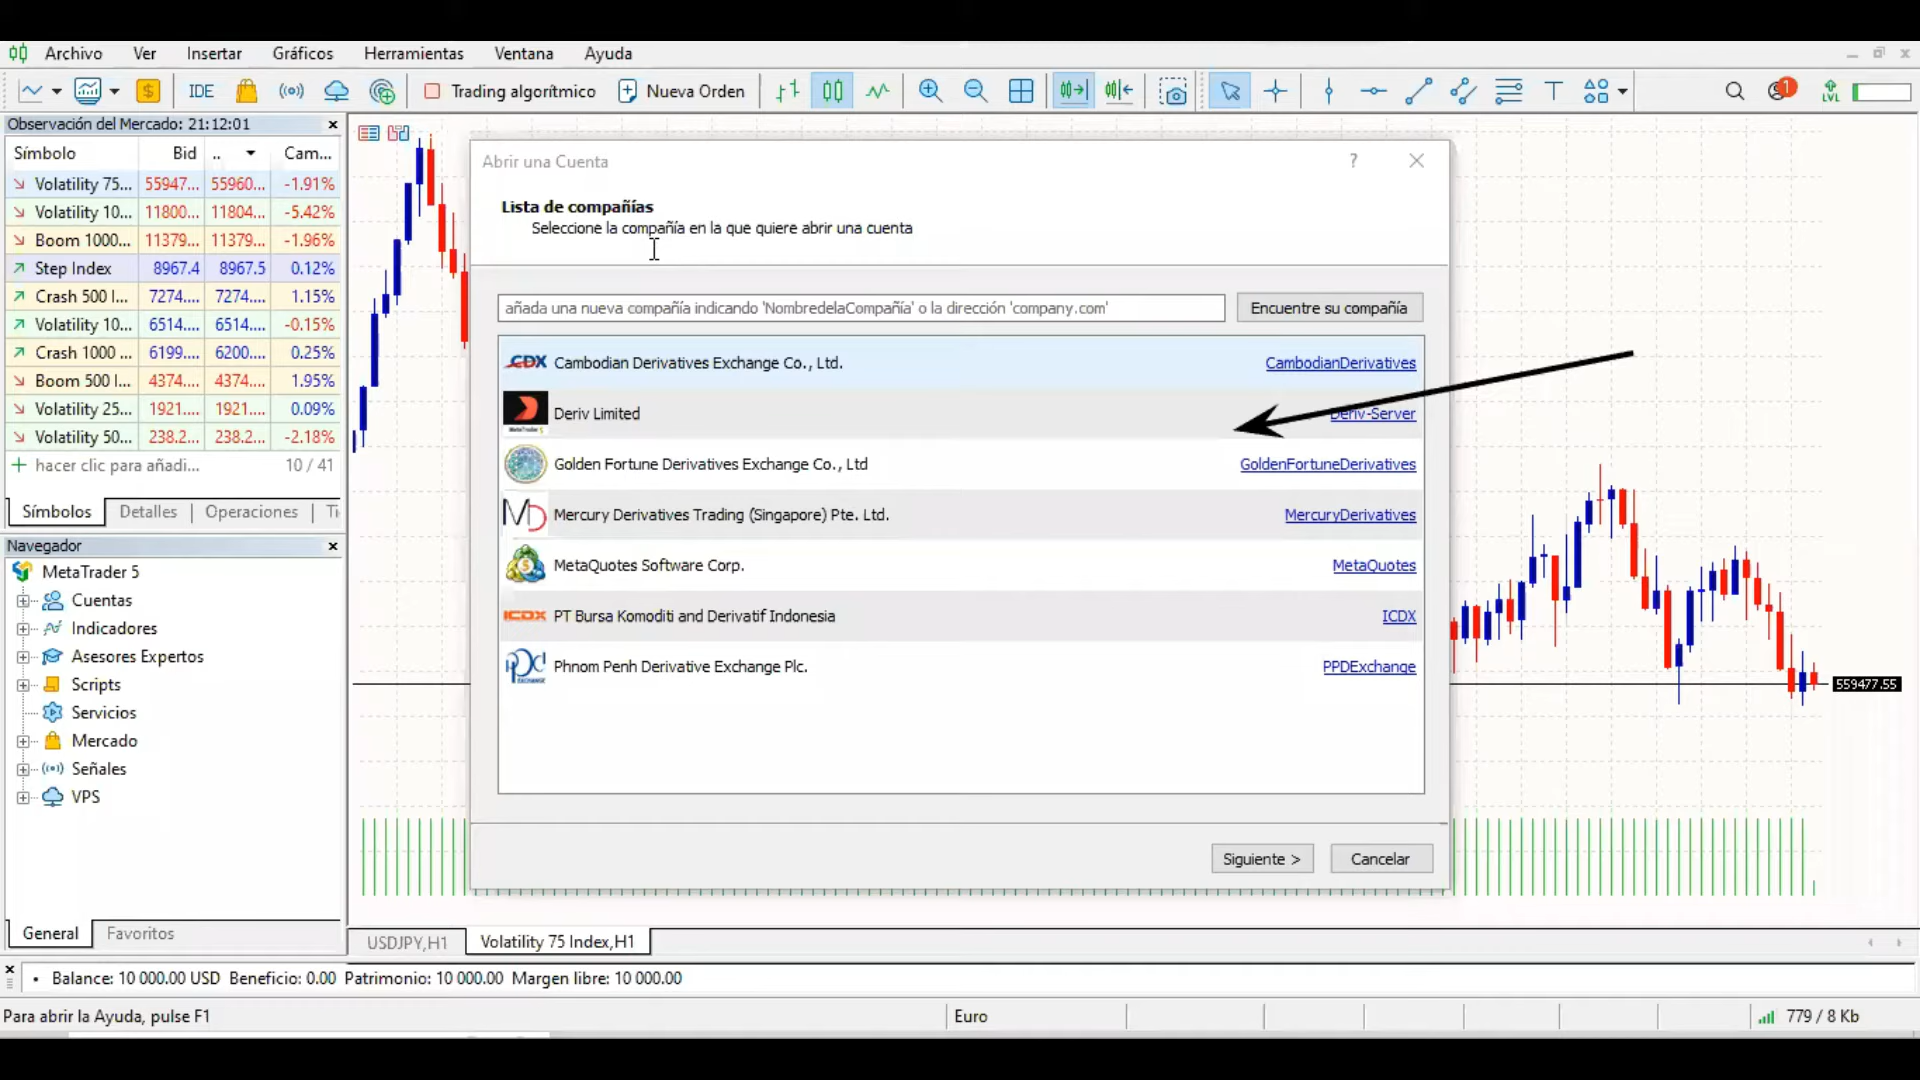 Archivo Ver Insertar Gráficos Herramientas Ventana Ayuda
IDE Trading algorítmico Nueva Orden 1 LVL
Observación del Mercado: 21:12:01
Símbolo Bid .. Cam...
Volatility 75... 55947... 55960... -1.91%
Volatility 10... 11800... 11804... -5.42%
Boom 1000... 11379... 11379... -1.96%
Step Index 8967.4 8967.5 0.12%
Crash 500 I... 7274.... 7274.... 1.15%
Volatility 10... 6514.... 6514.... -0.15%
Crash 1000 ... 6199.... 6200.... 0.25%
Boom 500 I... 4374.... 4374.... 1.95%
Volatility 25... 1921.... 1921.... 0.09%
Volatility 50... 238.2... 238.2... -2.18%
hacer clic para añadi... 10 / 41
Símbolos Detalles Operaciones Ti
Navegador
MetaTrader 5
Cuentas
Indicadores
Asesores Expertos
Scripts
Servicios
Mercado
Señales
VPS
General Favoritos
Abrir una Cuenta ?
Lista de compañías
Seleccione la compañía en la que quiere abrir una cuenta
añada una nueva compañía indicando 'NombredelaCompañía' o la dirección 'company.com' Encuentre su compañía
CDX Cambodian Derivatives Exchange Co., Ltd. CambodianDerivatives
Deriv Limited Deriv-Server
Golden Fortune Derivatives Exchange Co., Ltd GoldenFortuneDerivatives
Mercury Derivatives Trading (Singapore) Pte. Ltd. MercuryDerivatives
MetaQuotes Software Corp. MetaQuotes
ICDX PT Bursa Komoditi and Derivatif Indonesia ICDX
Phnom Penh Derivative Exchange Plc. PPDExchange
Siguiente > Cancelar
559477.55
USDJPY,H1 Volatility 75 Index,H1
Balance: 10 000.00 USD Beneficio: 0.00 Patrimonio: 10 000.00 Margen libre: 10 000.00
Para abrir la Ayuda, pulse F1 Euro 779 / 8 Kb